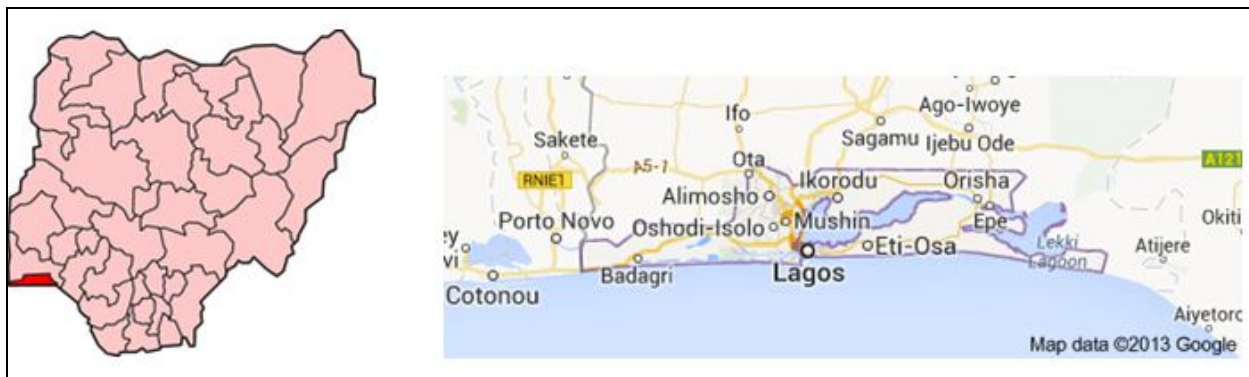 Ifo
Ago-Iwoye
Sagamu
Ijebu Ode
Sakete
A5-1
Ota
A121
RNIE1
Alimosho
Ikorodu
Orisha
Porto Novo
Oshodi-Isolo
Mushin
Epe
Okiti
Eti-Osa
Lekki
Lagoon
Atijere
Badagri
Lagos
Cotonou
Aiyetoro
Map data ©2013 Google